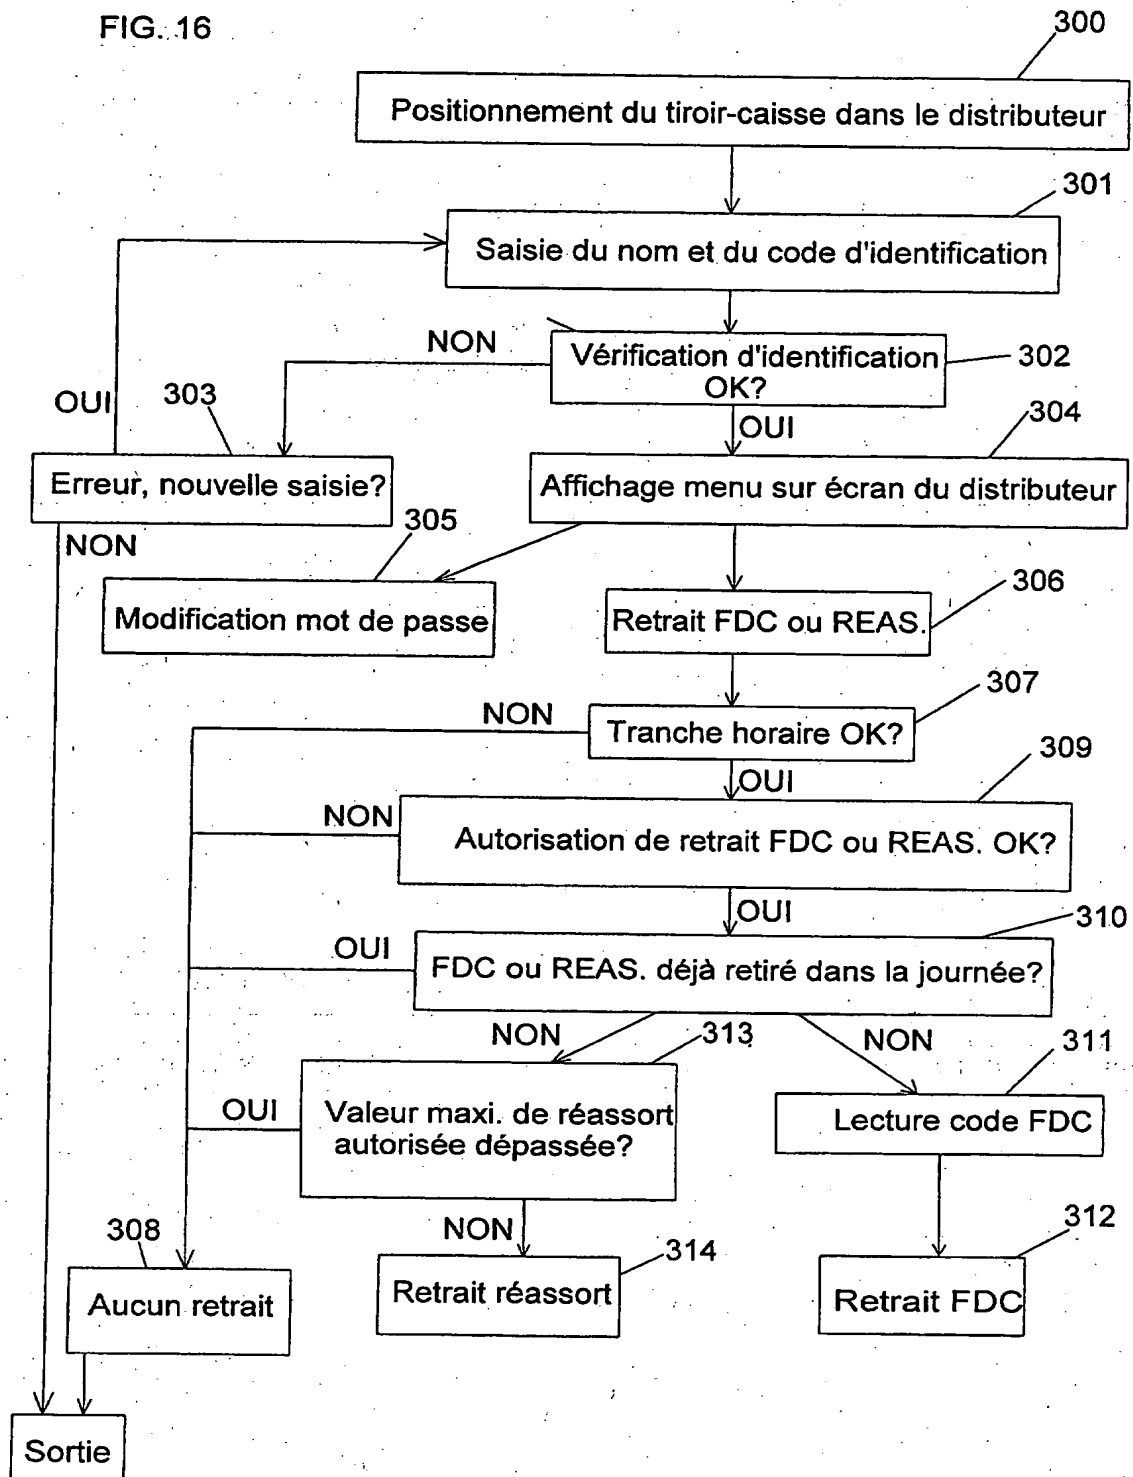 FIG. 16
300
Positionnement du tiroir-caisse dans le distributeur
301
Saisie du nom et du code d'identification
NON
Vérification d'identification
OK?
302
OUI
303
OUI
304
Erreur, nouvelle saisie?
Affichage menu sur écran du distributeur
305
NON
306
Modification mot de passe
Retrait FDC ou REAS.
307
NON
Tranche horaire OK?
309
OUI
NON
Autorisation de retrait FDC ou REAS. OK?
OUI
310
OUI
FDC ou REAS. déjà retiré dans la journée?
NON
313
NON
311
OUI
Valeur maxi. de réassort
autorisée dépassée?
Lecture code FDC
308
NON
314
312
Aucun retrait
Retrait réassort
Retrait FDC
Sortie